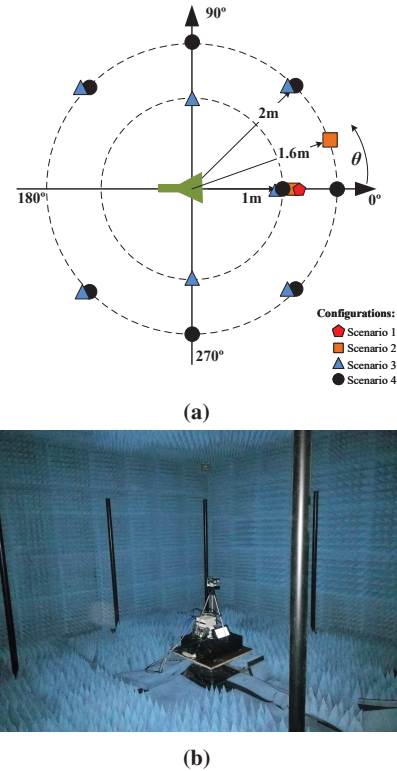 90º
2m
1.6m
θ
1m
180º
0º
270º
Configurations:
Scenario 1
Scenario 2
Scenario 3
Scenario 4
(a)
(b)